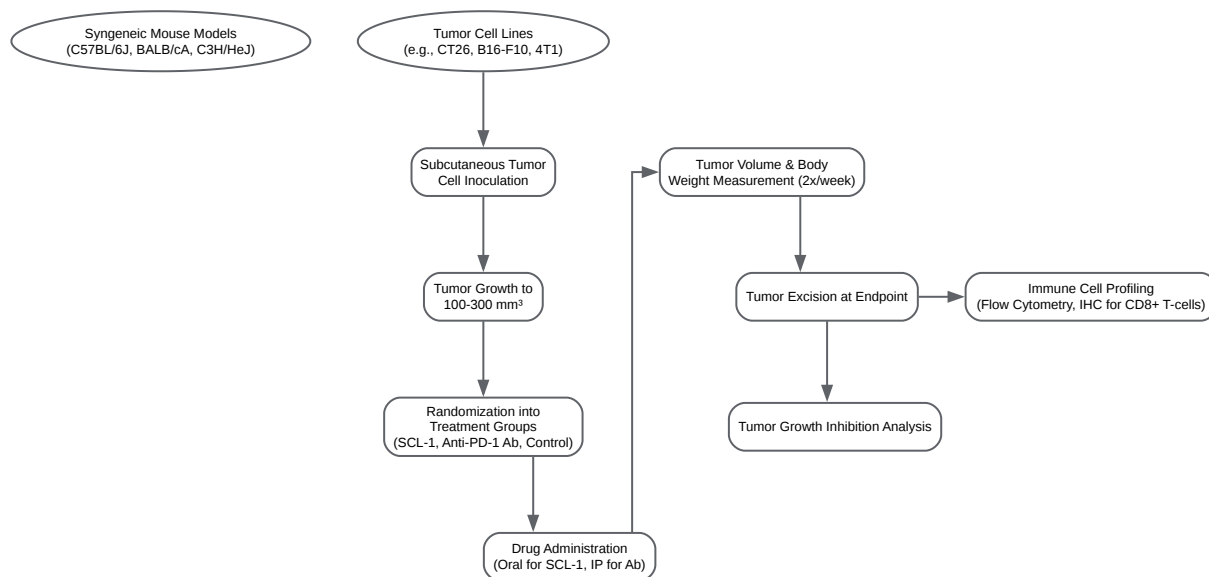 Syngeneic Mouse Models
(C57BL/6J, BALB/cA, C3H/HeJ)
Tumor Cell Lines
(e.g., CT26, B16-F10, 4T1)
Subcutaneous Tumor
Cell Inoculation
Tumor Growth to
100-300 mm³
Randomization into
Treatment Groups
(SCL-1, Anti-PD-1 Ab, Control)
Drug Administration
(Oral for SCL-1, IP for Ab)
Tumor Volume & Body
Weight Measurement (2x/week)
Tumor Excision at Endpoint
Immune Cell Profiling
(Flow Cytometry, IHC for CD8+ T-cells)
Tumor Growth Inhibition Analysis